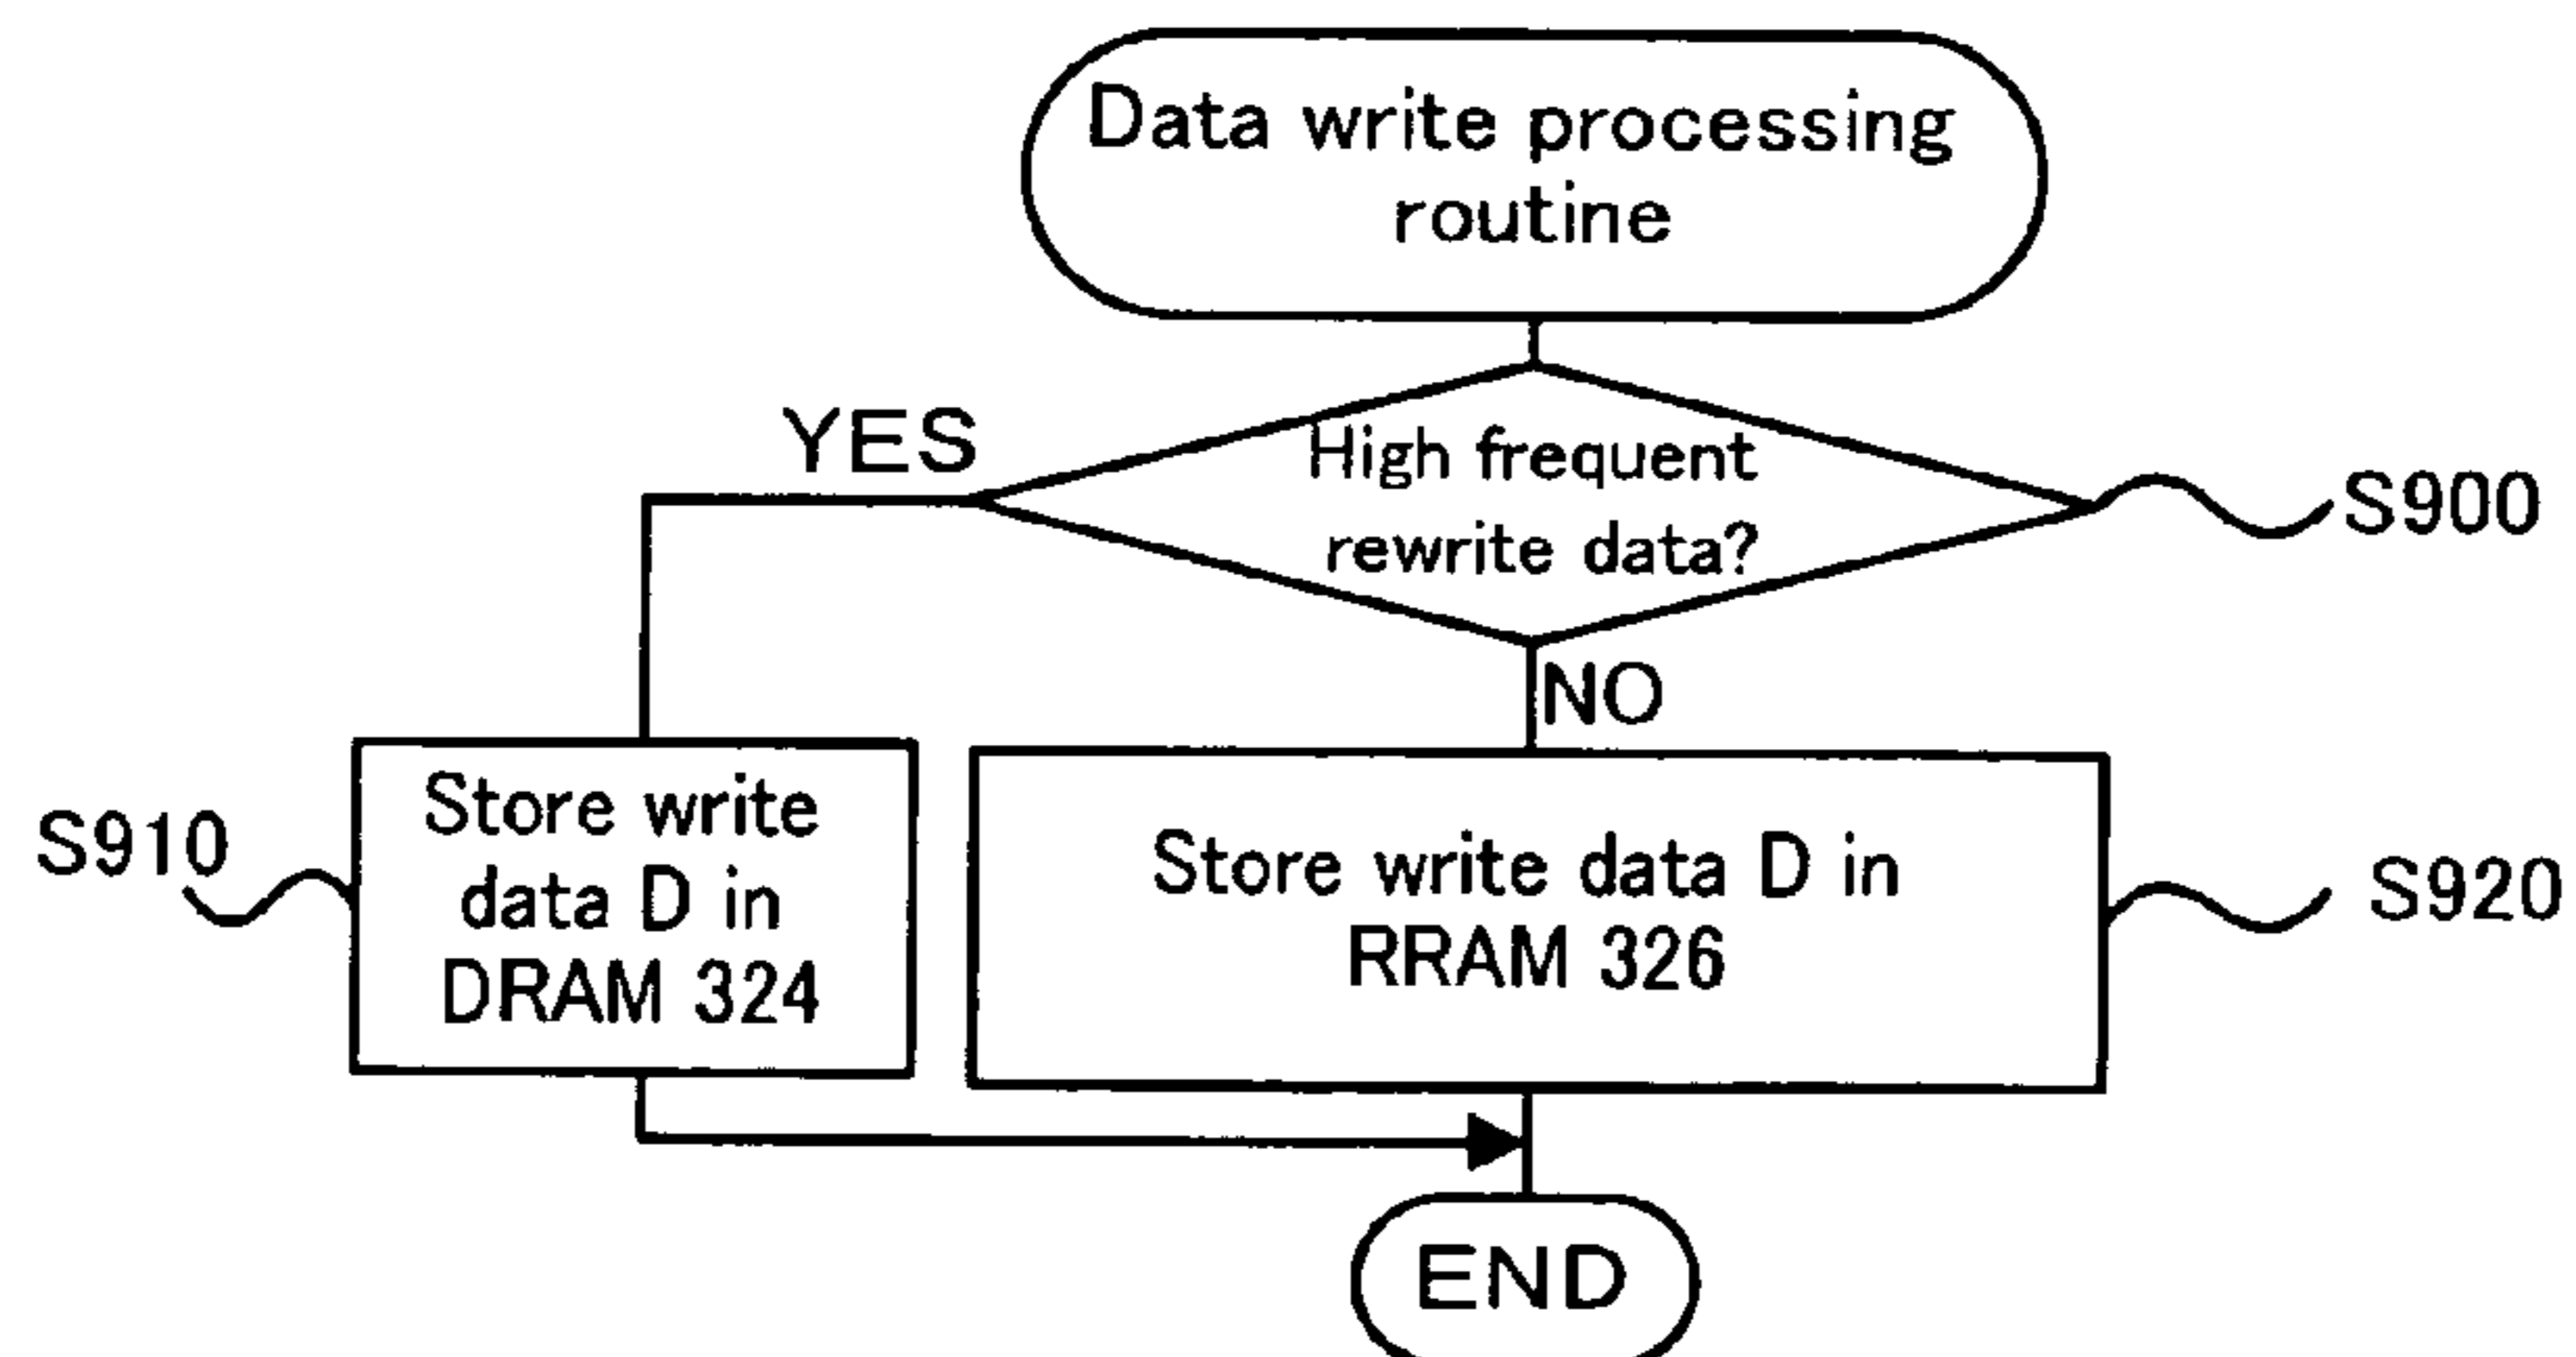 Data write processing
routine
YES
High frequent
rewrite data?
S900
NO
S910
Store write
data D in
DRAM 324
Store write data D in
RRAM 326
S920
END